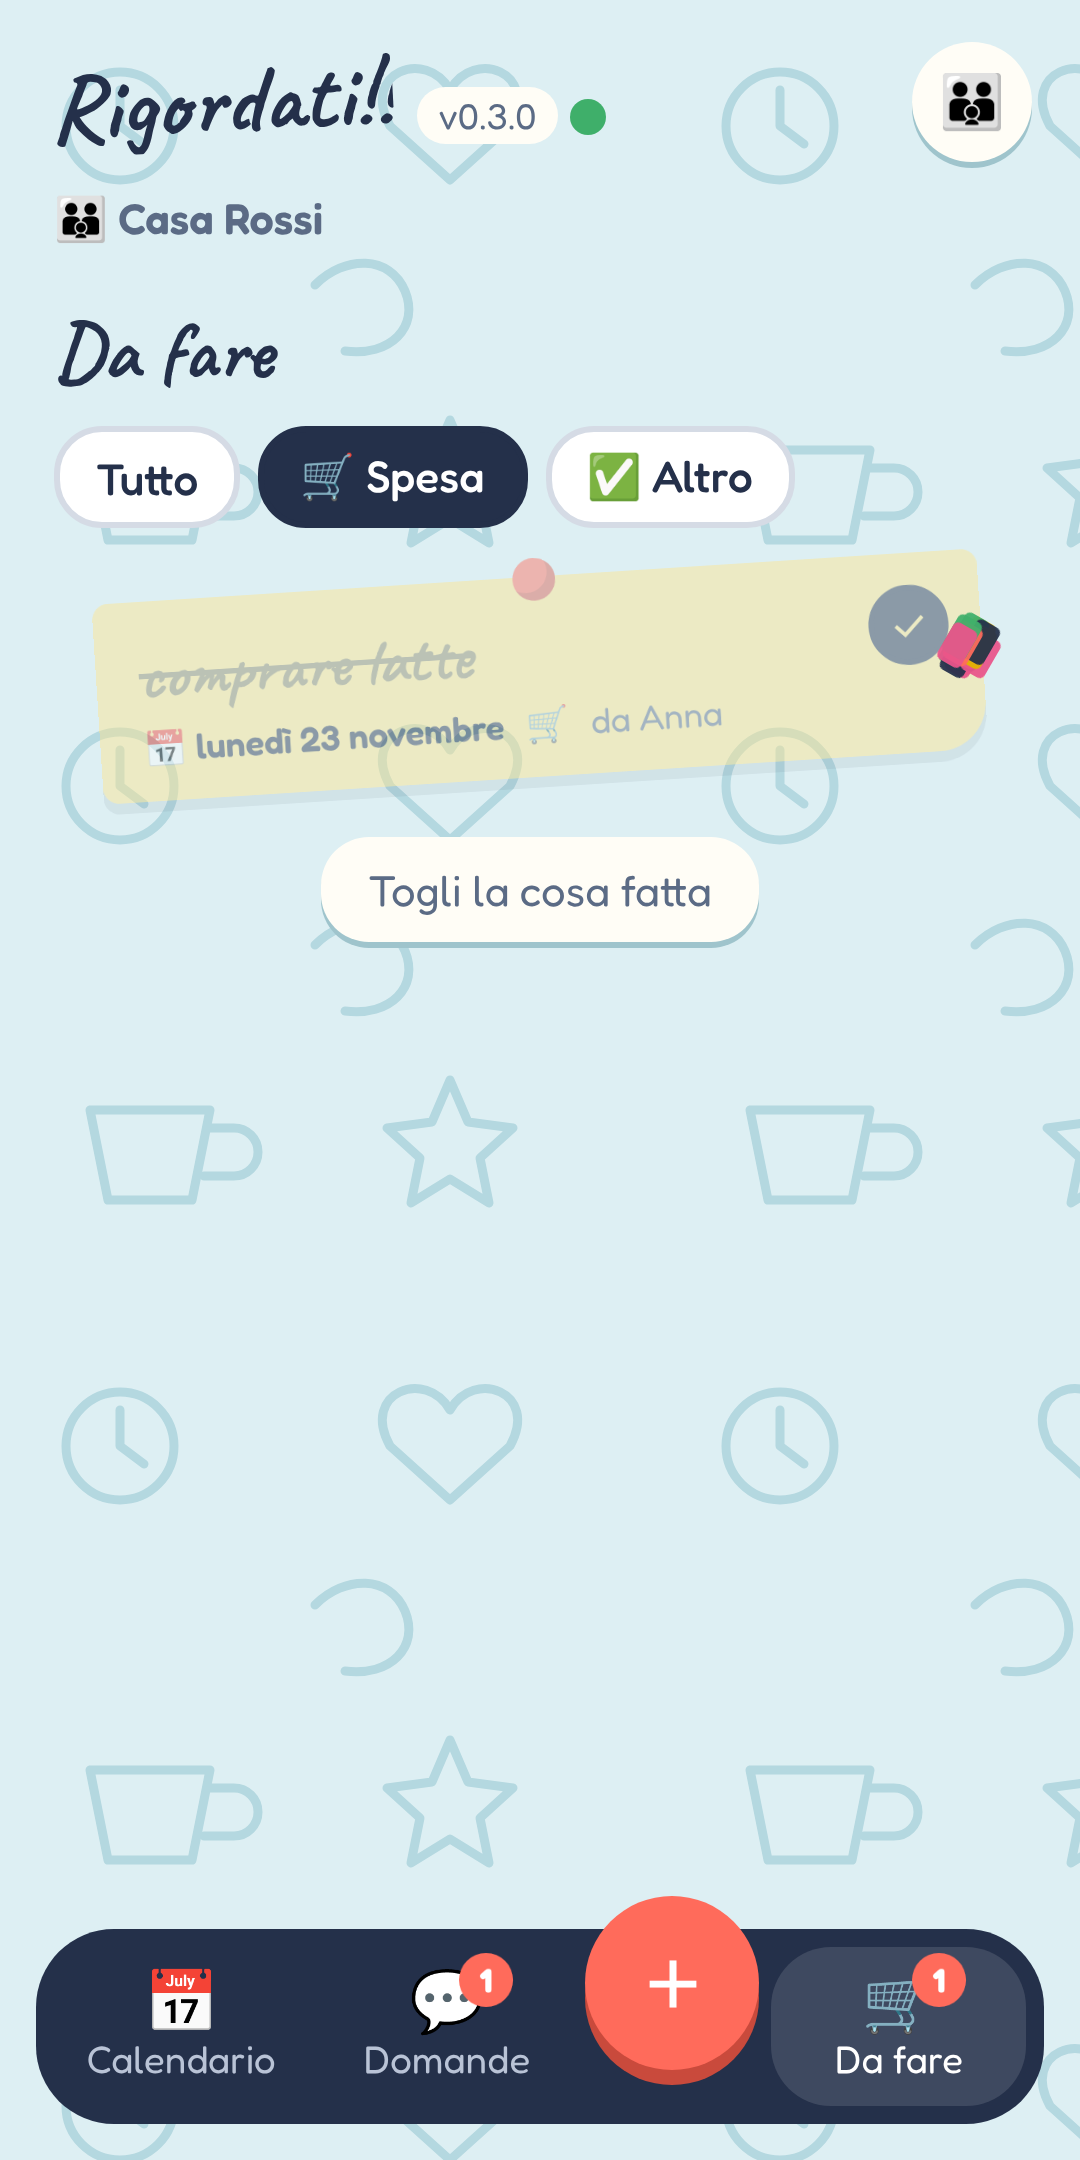 Rigordati!! v0.3.0
Casa Rossi
Da fare
Tutto Spesa Altro
comprare latte
July 17 lunedì 23 novembre da Anna
Togli la cosa fatta
July 17 1 + 1
Calendario Domande Da fare